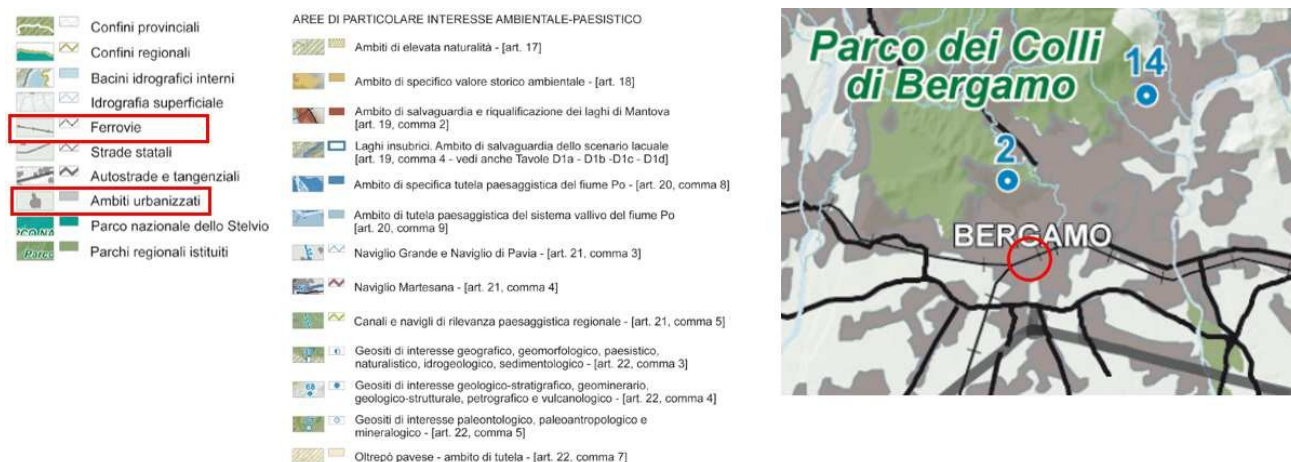 Confini provinciali
Confini regionali
Bacini idrografici interni
Idrografia superficiale
Ferrovie
Strade statali
Autostrade e tangenziali
Ambiti urbanizzati
Parco nazionale dello Stelvio
Parchi regionali istituiti
AREE DI PARTICOLARE INTERESSE AMBIENTALE-PAESISTICO
Ambiti di elevata naturalità - [art. 17]
Ambito di specifico valore storico ambientale - [art. 18]
Ambito di salvaguardia e riqualificazione dei laghi di Mantova
[art. 19, comma 2]
Laghi insubrici. Ambito di salvaguardia dello scenario lacuale
[art. 19, comma 4 - vedi anche Tavole D1a - D1b -D1c - D1d]
Ambito di specifica tutela paesaggistica del fiume Po - [art. 20, comma 8]
Ambito di tutela paesaggistica del sistema vallivo del fiume Po
[art. 20, comma 9]
Naviglio Grande e Naviglio di Pavia - [art. 21, comma 3]
Naviglio Martesana - [art. 21, comma 4]
Canali e navigli di rilevanza paesaggistica regionale - [art. 21, comma 5]
Geositi di interesse geografico, geomorfologico, paesistico,
naturalistico, idrogeologico, sedimentologico - [art. 22, comma 3]
Geositi di interesse geologico-stratigrafico, geominerario,
geologico-strutturale, petrografico e vulcanologico - [art. 22, comma 4]
Geositi di interesse paleontologico, paleoantropologico e
mineralogico - [art. 22, comma 5]
Oltrepò pavese - ambito di tutela - [art. 22, comma 7]
Parco dei Colli
di Bergamo
14
2
BERGAMO